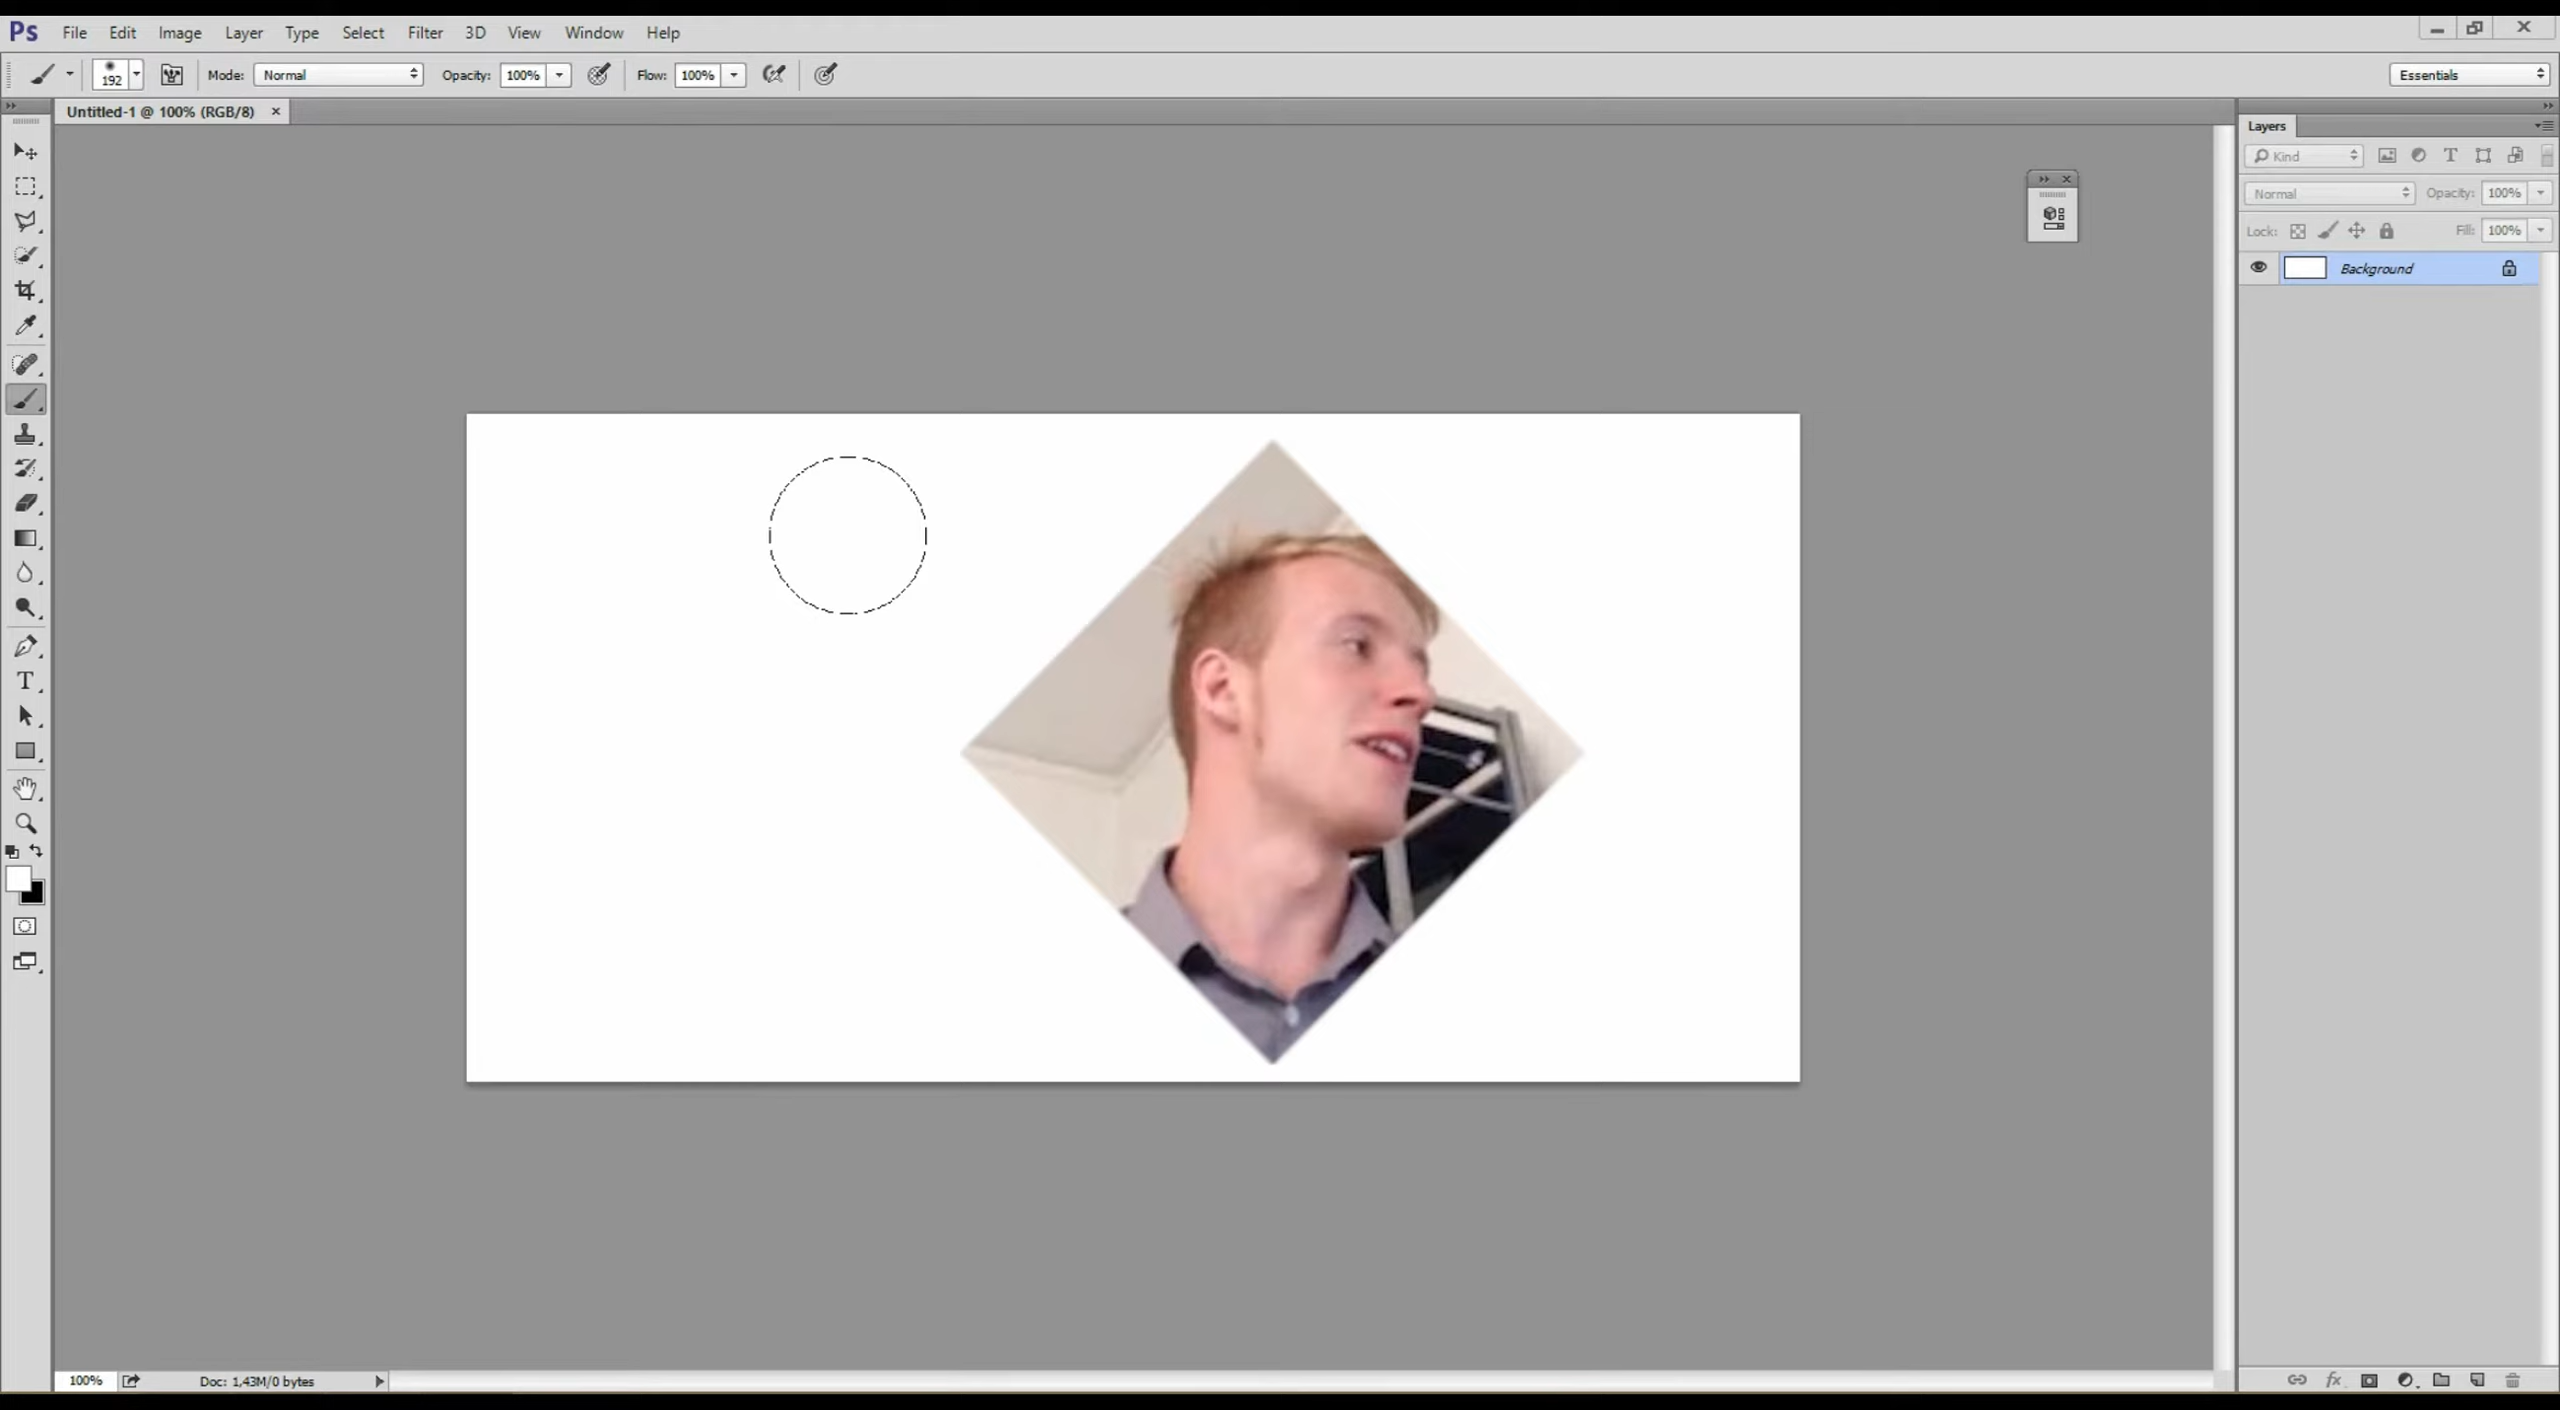 Ps File Edit Image Layer Type Select Filter 3D View Window Help
192 Mode: Normal Opacity: 100% Flow: 100% Essentials
Untitled-1 @ 100% (RGB/8) ×
Layers
Kind T
Normal Opacity: 100%
Lock: Fill: 100%
Background
T
100% Doc: 1,43M/0 bytes
fx